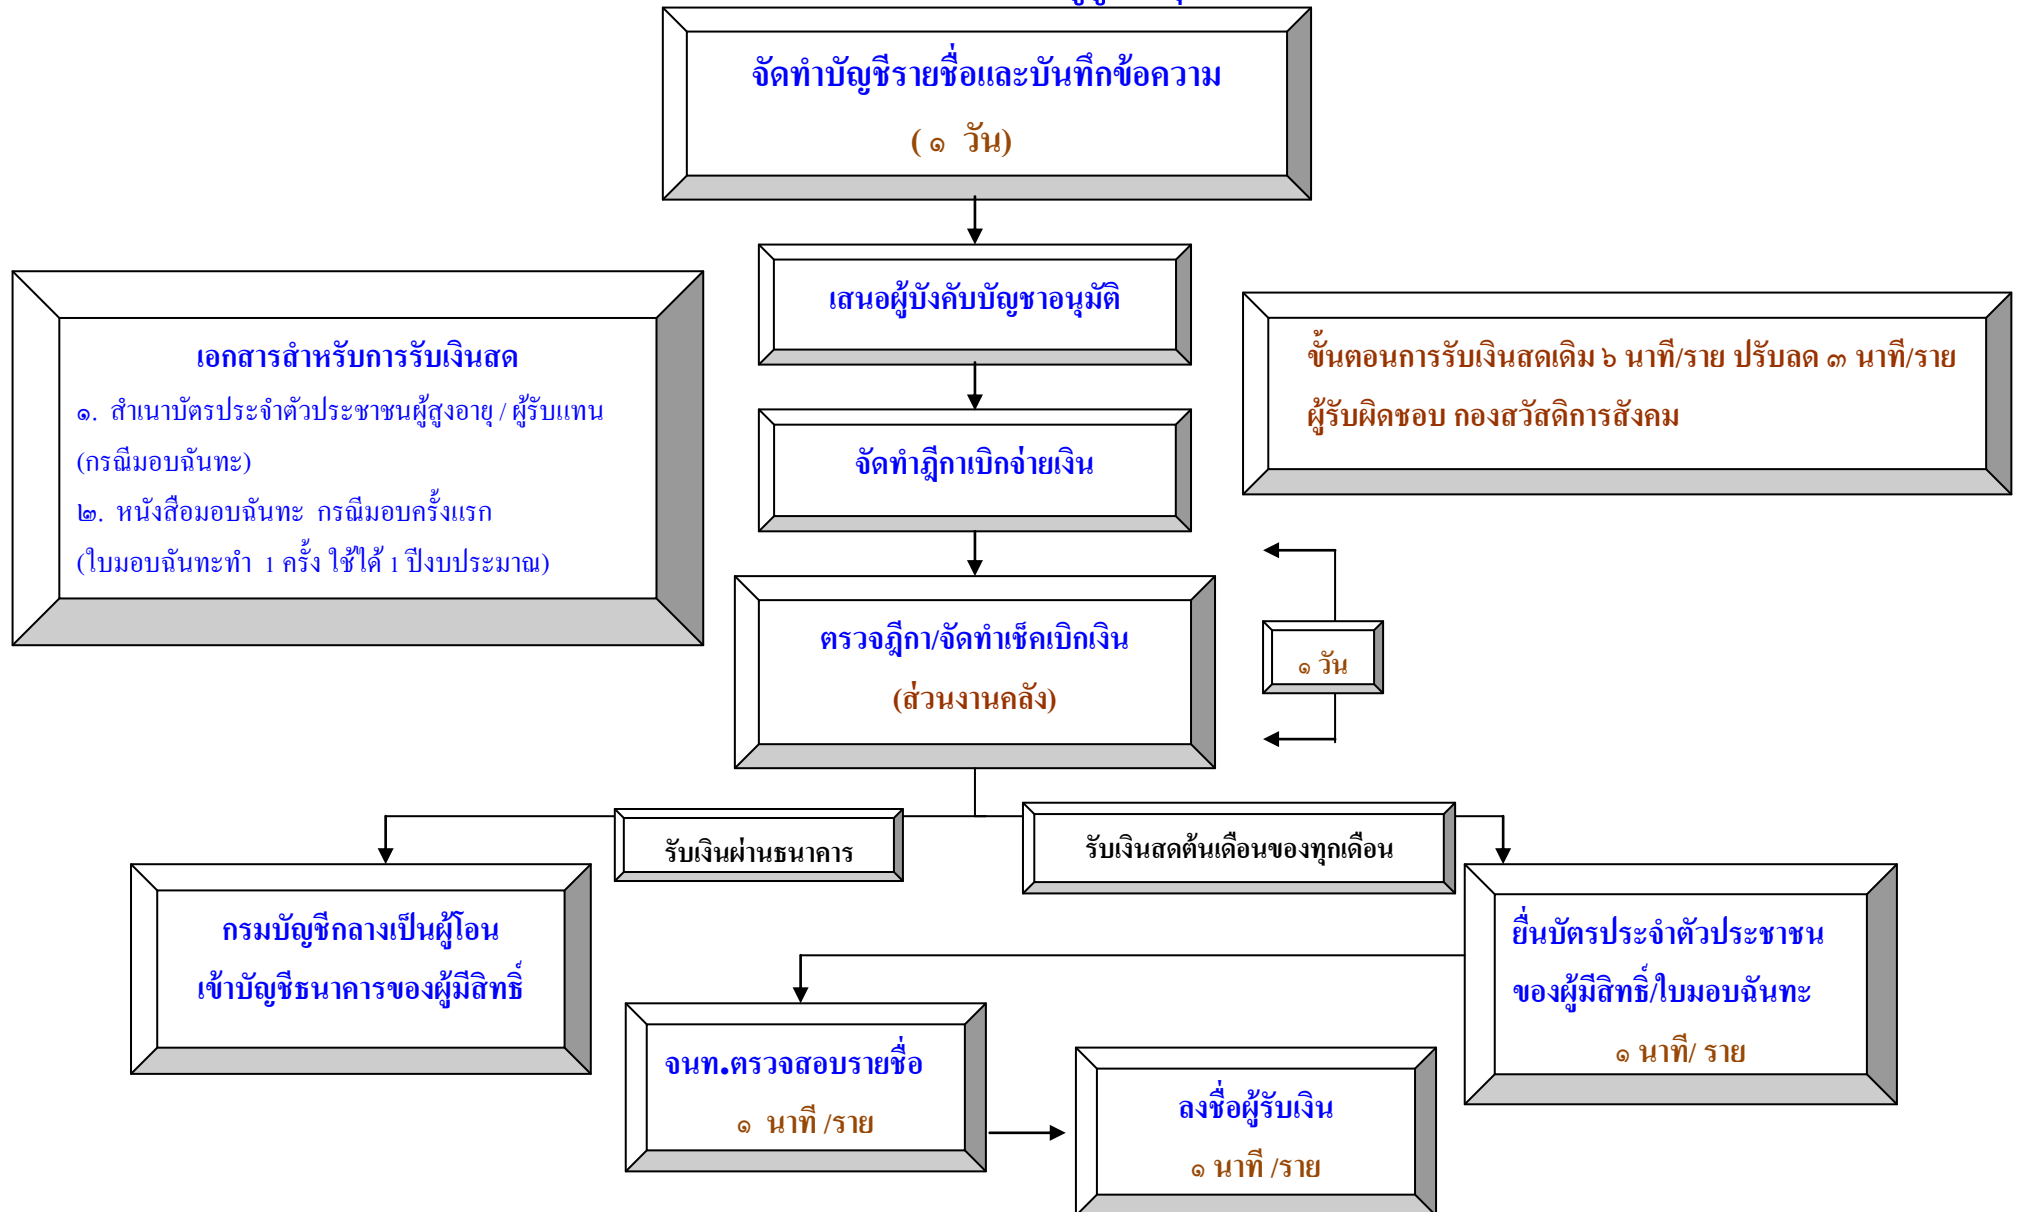 จัดทำบัญชีรายชื่อและบันทึกข้อความ
( ๑ วัน)
เสนอผู้บังคับบัญชาอนุมัติ
เอกสารสำหรับการรับเงินสด
๑. สำเนาบัตรประจำตัวประชาชนผู้สูงอายุ / ผู้รับแทน
(กรณีมอบฉันทะ)
๒. หนังสือมอบฉันทะ กรณีมอบครั้งแรก
(ใบมอบฉันทะทำ 1 ครั้ง ใช้ได้ 1 ปีงบประมาณ)
ขั้นตอนการรับเงินสดเดิม ๖ นาที/ราย ปรับลด ๓ นาที/ราย
ผู้รับผิดชอบ กองสวัสดิการสังคม
จัดทำฎีกาเบิกจ่ายเงิน
ตรวจฎีกา/จัดทำเช็คเบิกเงิน
(ส่วนงานคลัง)
๑ วัน
รับเงินผ่านธนาคาร
รับเงินสดต้นเดือนของทุกเดือน
กรมบัญชีกลางเป็นผู้โอน
เข้าบัญชีธนาคารของผู้มีสิทธิ์
ยื่นบัตรประจำตัวประชาชน
ของผู้มีสิทธิ์/ใบมอบฉันทะ
๑ นาที/ ราย
จนท.ตรวจสอบรายชื่อ
๑ นาที /ราย
ลงชื่อผู้รับเงิน
๑ นาที /ราย